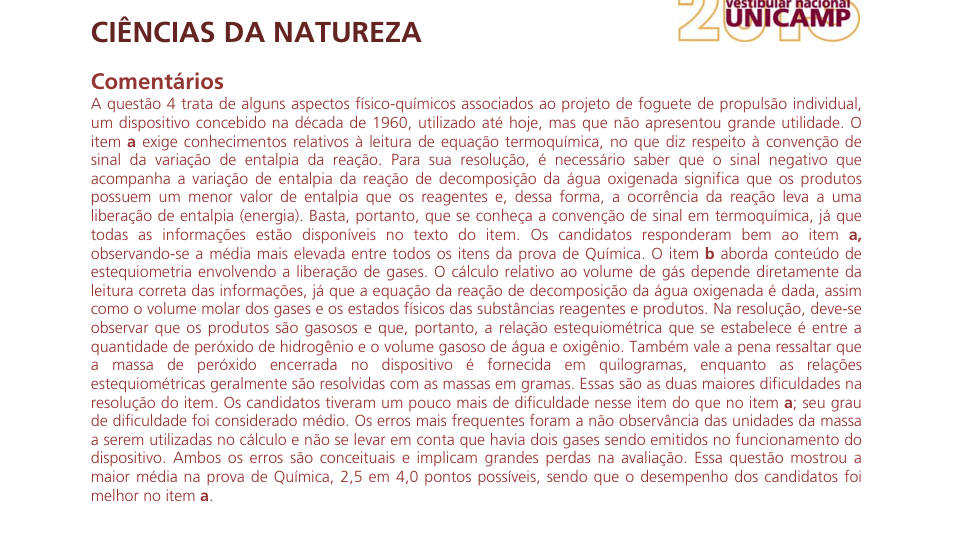 vestibular nacional
UNICAMP
CIÊNCIAS DA NATUREZA
Comentários
A questão 4 trata de alguns aspectos físico-químicos associados ao projeto de foguete de propulsão individual,
um dispositivo concebido na década de 1960, utilizado até hoje, mas que não apresentou grande utilidade. O
item a exige conhecimentos relativos à leitura de equação termoquímica, no que diz respeito à convenção de
sinal da variação de entalpia da reação. Para sua resolução, é necessário saber que o sinal negativo que
acompanha a variação de entalpia da reação de decomposição da água oxigenada significa que os produtos
possuem um menor valor de entalpia que os reagentes e, dessa forma, a ocorrência da reação leva a uma
liberação de entalpia (energia). Basta, portanto, que se conheça a convenção de sinal em termoquímica, já que
todas as informações estão disponíveis no texto do item. Os candidatos responderam bem ao item a,
observando-se a média mais elevada entre todos os itens da prova de Química. O item b aborda conteúdo de
estequiometria envolvendo a liberação de gases. O cálculo relativo ao volume de gás depende diretamente da
leitura correta das informações, já que a equação da reação de decomposição da água oxigenada é dada, assim
como o volume molar dos gases e os estados físicos das substâncias reagentes e produtos. Na resolução, deve-se
observar que os produtos são gasosos e que, portanto, a relação estequiométrica que se estabelece é entre a
quantidade de peróxido de hidrogênio e o volume gasoso de água e oxigênio. Também vale a pena ressaltar que
a massa de peróxido encerrada no dispositivo é fornecida em quilogramas, enquanto as relações
estequiométricas geralmente são resolvidas com as massas em gramas. Essas são as duas maiores dificuldades na
resolução do item. Os candidatos tiveram um pouco mais de dificuldade nesse item do que no item a; seu grau
de dificuldade foi considerado médio. Os erros mais frequentes foram a não observância das unidades da massa
a serem utilizadas no cálculo e não se levar em conta que havia dois gases sendo emitidos no funcionamento do
dispositivo. Ambos os erros são conceituais e implicam grandes perdas na avaliação. Essa questão mostrou a
maior média na prova de Química, 2,5 em 4,0 pontos possíveis, sendo que o desempenho dos candidatos foi
melhor no item a.